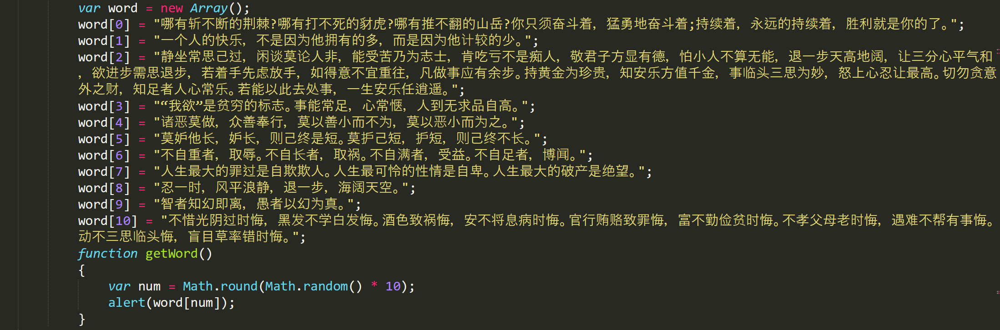 var word = new Array();
word[0] = "哪有斩不断的荆棘?哪有打不死的豺虎?哪有推不翻的山岳?你只须奋斗着, 猛勇地奋斗着;持续着, 永远的持续着, 胜利就是你的了。";
word[1] = "一个人的快乐, 不是因为他拥有的多, 而是因为他计较的少。";
word[2] = "静坐常思己过, 闲谈莫论人非, 能受苦乃为志士, 肯吃亏不是痴人, 敬君子方显有德, 怕小人不算无能, 退一步天高地阔, 让三分心平气和
, 欲进步需思退步, 若着手先虑放手, 如得意不宜重往, 凡做事应有余步。持黄金为珍贵, 知安乐方值千金, 事临头三思为妙, 怒上心忍让最高。切勿贪意
外之财, 知足者人心常乐。若能以此去处事, 一生安乐任逍遥。";
word[3] = "“我欲”是贫穷的标志。事能常足, 心常惬, 人到无求品自高。";
word[4] = "诸恶莫做, 众善奉行, 莫以善小而不为, 莫以恶小而为之。";
word[5] = "莫妒他长, 妒长, 则己终是短。莫护己短, 护短, 则己终不长。";
word[6] = "不自重者, 取辱。不自长者, 取祸。不自满者, 受益。不自足者, 博闻。";
word[7] = "人生最大的罪过是自欺欺人。人生最可怜的性情是自卑。人生最大的破产是绝望。";
word[8] = "忍一时, 风平浪静, 退一步, 海阔天空。";
word[9] = "智者知幻即离, 愚者以幻为真。";
word[10] = "不惜光阴过时悔, 黑发不学白发悔。酒色致祸悔, 安不将息病时悔。官行贿赂致罪悔, 富不勤俭贫时悔。不孝父母老时悔, 遇难不帮有事悔。
动不三思临头悔, 盲目草率错时悔。";
function getWord()
{
var num = Math.round(Math.random() * 10);
alert(word[num]);
}